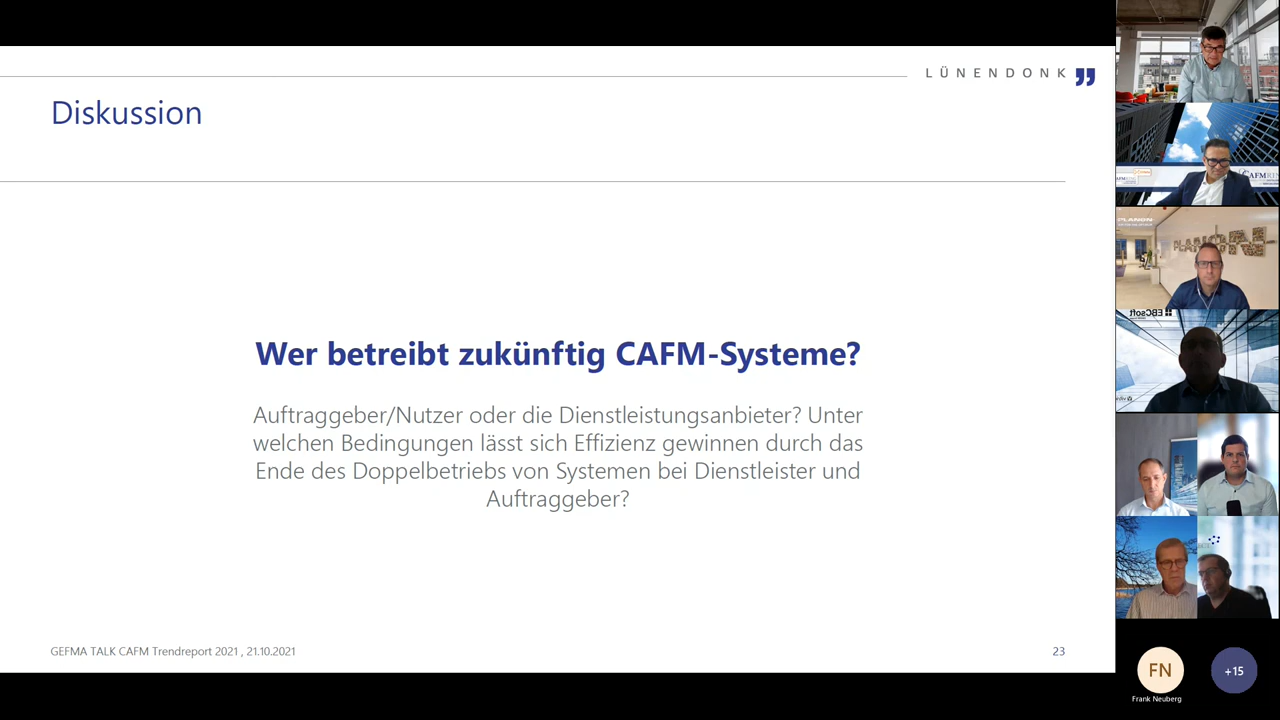 LÜNENDONK
Diskussion
Wer betreibt zukünftig CAFM-Systeme?
Auftraggeber/Nutzer oder die Dienstleistungsanbieter? Unter
welchen Bedingungen lässt sich Effizienz gewinnen durch das
Ende des Doppelbetriebs von Systemen bei Dienstleister und
Auftraggeber?
GEFMA TALK CAFM Trendreport 2021 , 21.10.2021
23
PLANON
EBCsoft
FN
Frank Neuberg
+15